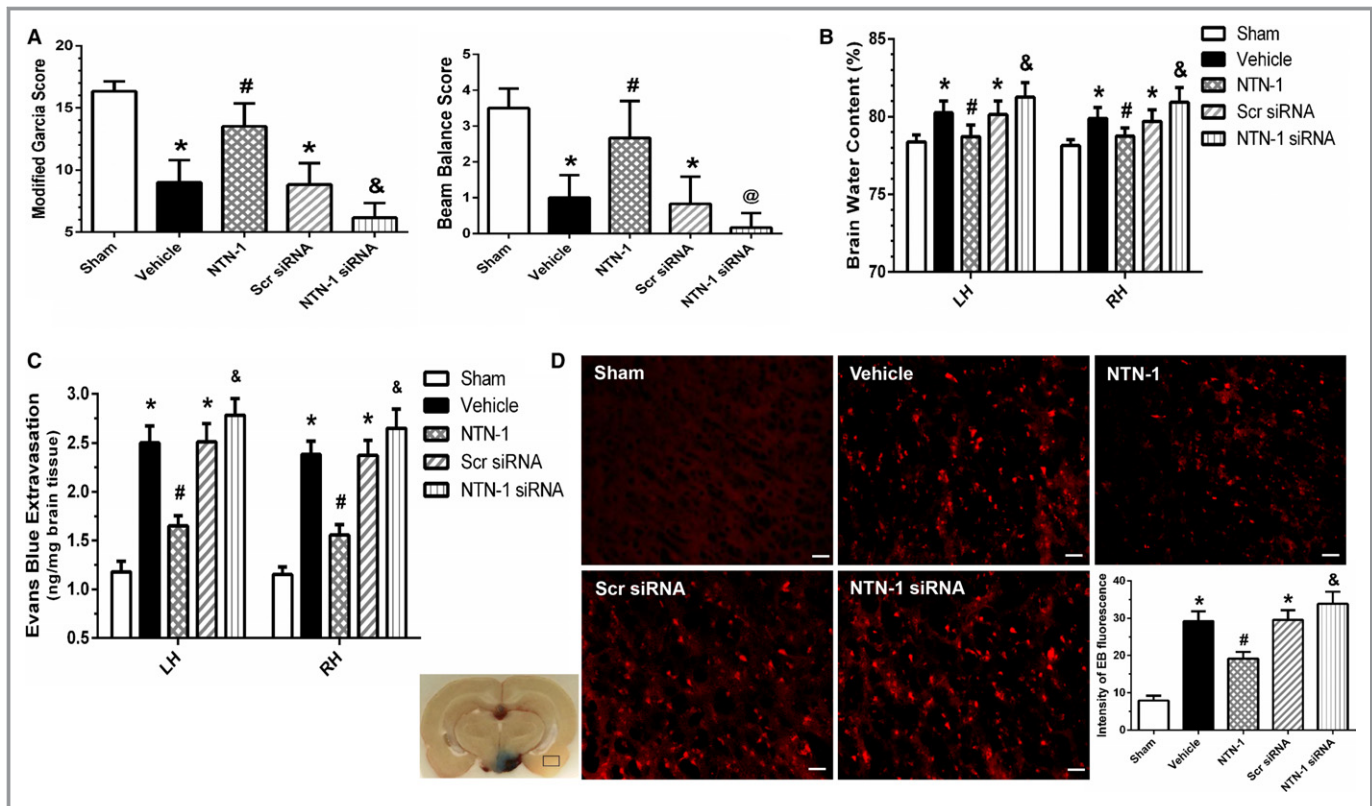 A
Modified Garcia Score
20
15
10
5
*
#
*
&
Sham
Vehicle
NTN-1
Scr siRNA
NTN-1 siRNA
Beam Balance Score
5
4
3
2
1
0
*
#
*
@
Sham
Vehicle
NTN-1
Scr siRNA
NTN-1 siRNA
B
Brain Water Content (%)
85
80
78
70
* # * &
* # * &
LH
RH
Sham
Vehicle
NTN-1
Scr siRNA
NTN-1 siRNA
C
Evans Blue Extravasation
(ng/mg brain tissue)
3.0
2.5
2.0
1.5
1.0
0.5
* # * &
* # * &
LH
RH
Sham
Vehicle
NTN-1
Scr siRNA
NTN-1 siRNA
D
Sham
Vehicle
NTN-1
Scr siRNA
NTN-1 siRNA
Intensity of EB fluorescence
40
30
20
10
0
*
#
*
&
Sham
Vehicle
NTN-1
Scr siRNA
NTN-1 siRNA